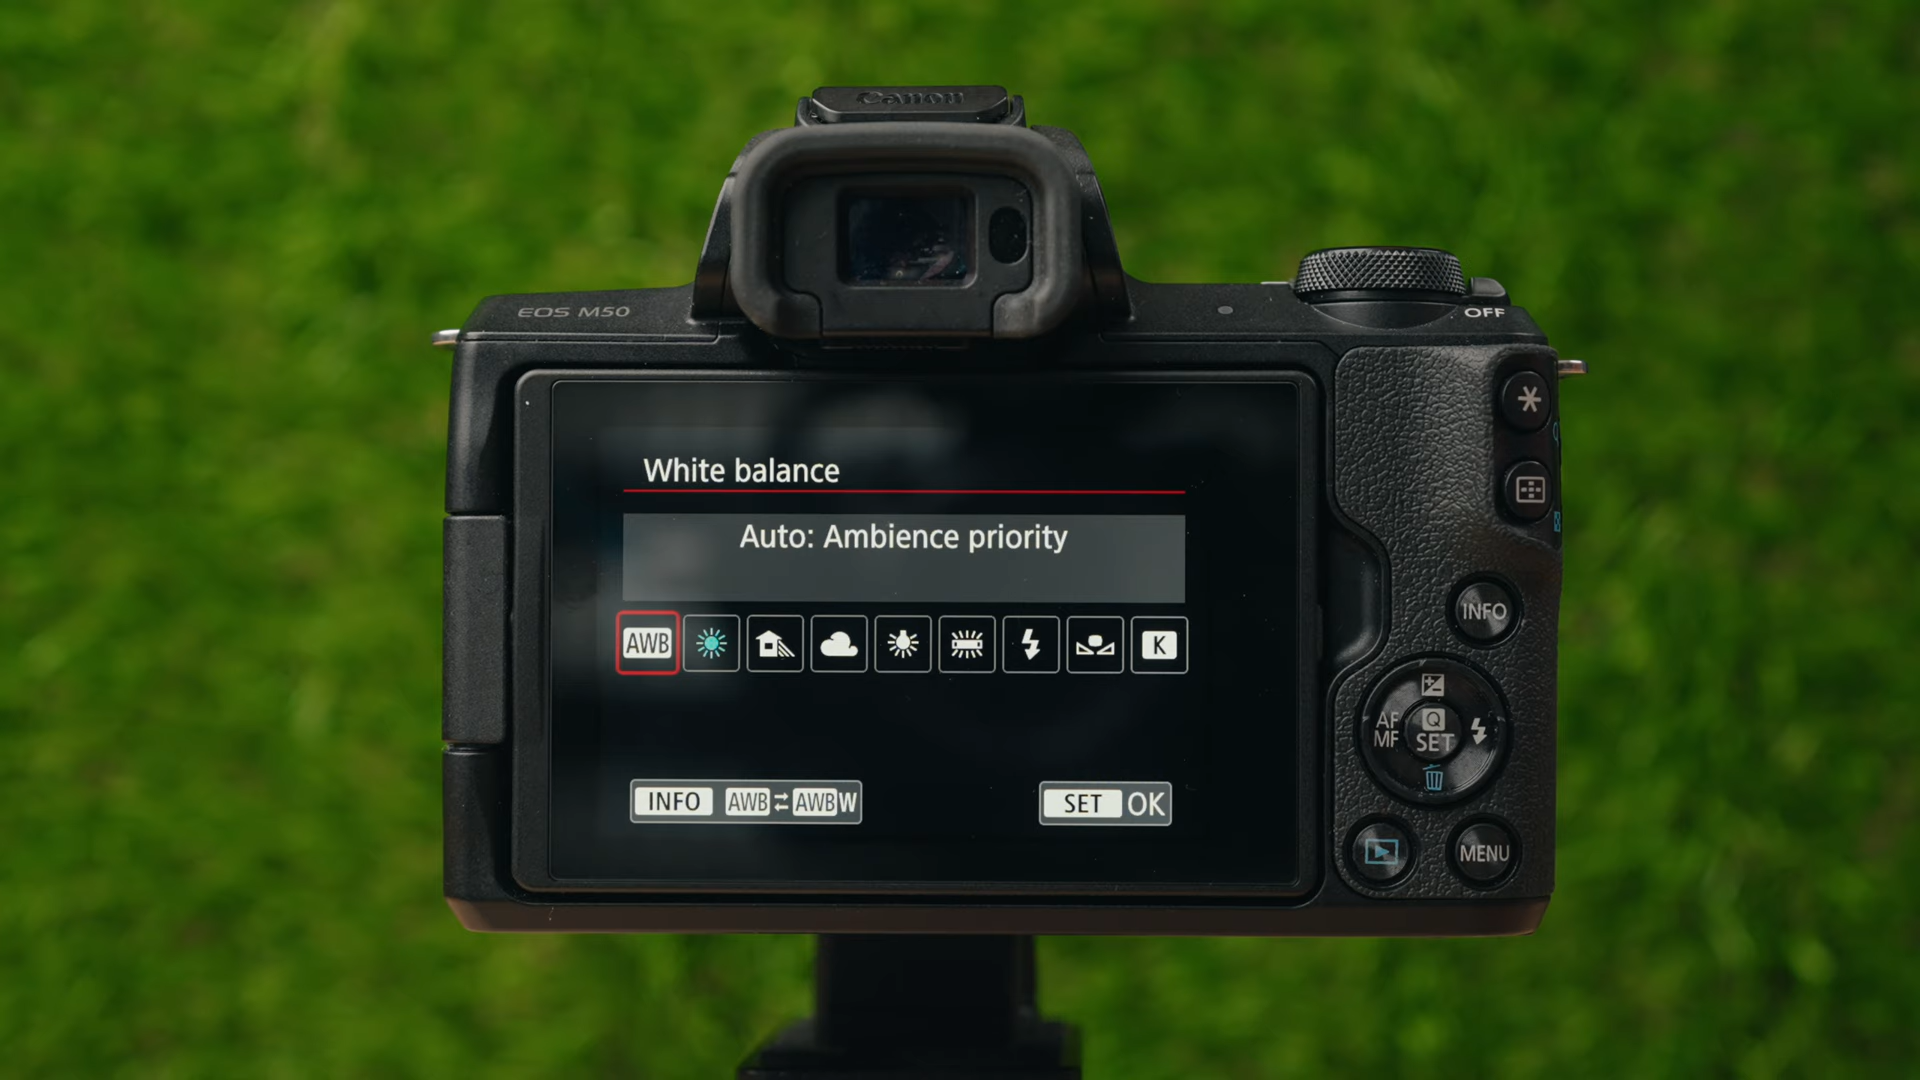 Canon
EOS M50
OFF
White balance
Auto: Ambience priority
AWB
K
INFO AWB AWBW
SET OK
INFO
AF
MF
Q
SET
MENU